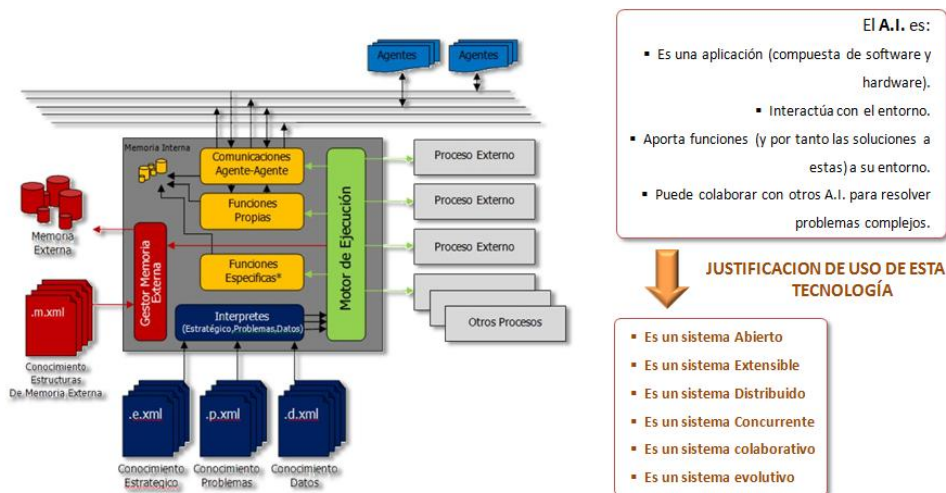 Agentes
Agentes
Memoria Interna
Comunicaciones
Agente-Agente
Funciones
Propias
Funciones
Especificas*
Interpretes
(Estratégico,Problemas,Datos)
Motor de Ejecución
Gestor Memoria
Externa
Memoria
Externa
.m.xml
Conocimiento
Estructuras
De Memoria Externa
.e.xml
.p.xml
.d.xml
Conocimiento
Estrategico
Conocimiento
Problemas
Conocimiento
Datos
Proceso Externo
Proceso Externo
Proceso Externo
Otros Procesos
El A.I. es:
▪ Es una aplicación (compuesta de software y
hardware).
▪ Interactúa con el entorno.
▪ Aporta funciones (y por tanto las soluciones a
estas) a su entorno.
▪ Puede colaborar con otros A.I. para resolver
problemas complejos.
JUSTIFICACION DE USO DE ESTA
TECNOLOGÍA
▪ Es un sistema Abierto
▪ Es un sistema Extensible
▪ Es un sistema Distribuido
▪ Es un sistema Concurrente
▪ Es un sistema colaborativo
▪ Es un sistema evolutivo